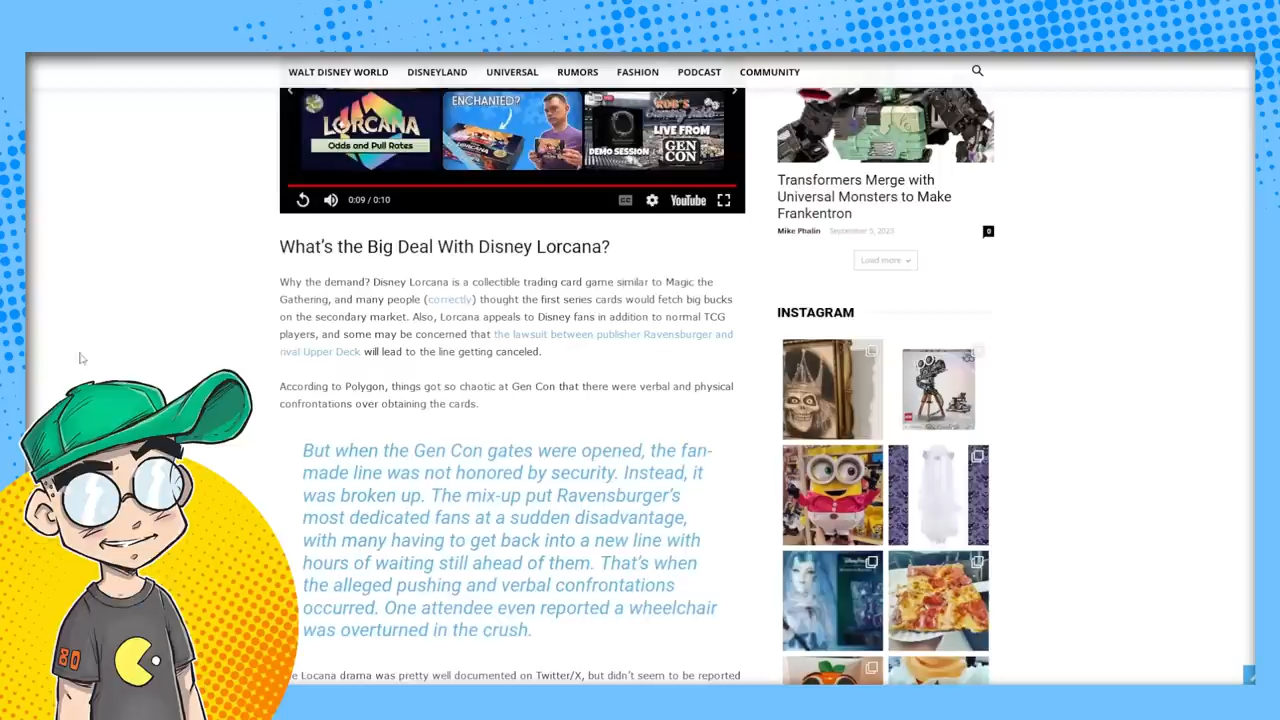 WALT DISNEY WORLD DISNEYLAND UNIVERSAL RUMORS FASHION PODCAST COMMUNITY
LORCANA
Odds and Pull Rates
ENCHANTED?
LORCANA
DEMO SESSION
LIVE FROM
GEN
CON
0:09 / 0:10
CC
YouTube
What's the Big Deal With Disney Lorcana?
Why the demand? Disney Lorcana is a collectible trading card game similar to Magic the
Gathering, and many people (correctly) thought the first series cards would fetch big bucks
on the secondary market. Also, Lorcana appeals to Disney fans in addition to normal TCG
players, and some may be concerned that the lawsuit between publisher Ravensburger and
rival Upper Deck will lead to the line getting canceled.
According to Polygon, things got so chaotic at Gen Con that there were verbal and physical
confrontations over obtaining the cards.
But when the Gen Con gates were opened, the fan-
made line was not honored by security. Instead, it
was broken up. The mix-up put Ravensburger's
most dedicated fans at a sudden disadvantage,
with many having to get back into a new line with
hours of waiting still ahead of them. That's when
the alleged pushing and verbal confrontations
occurred. One attendee even reported a wheelchair
was overturned in the crush.
e Locana drama was pretty well documented on Twitter/X, but didn't seem to be reported
Transformers Merge with
Universal Monsters to Make
Frankentron
Mike Phalin September 5, 2023 0
Load more
INSTAGRAM
80